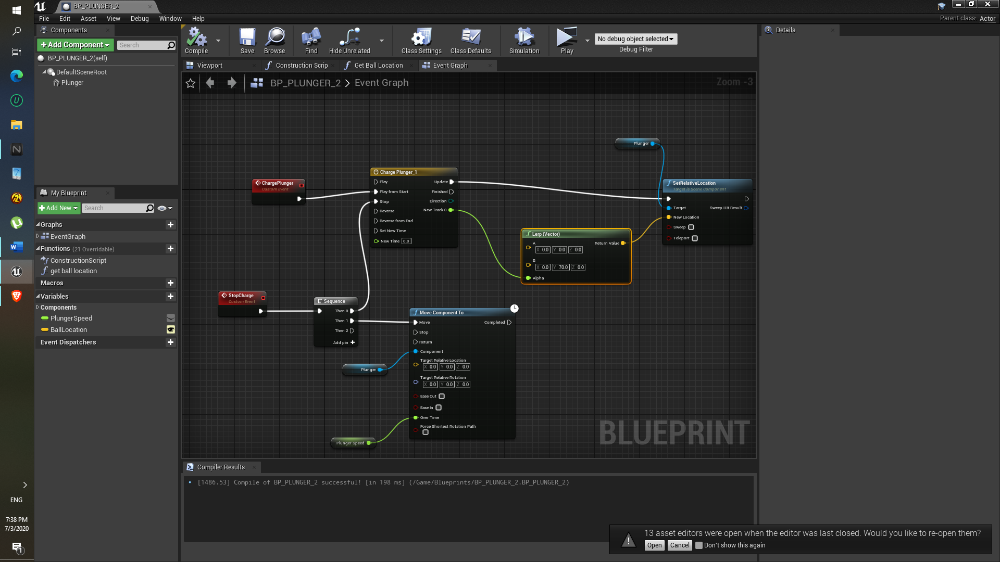 BP_PLUNGER_2
File Edit Asset View Debug Window Help
Parent class: Actor
Components
+Add Component
Search
BP_PLUNGER_2(self)
DefaultSceneRoot
Plunger
Compile
Save
Browse
Find
Hide Unrelated
Class Settings
Class Defaults
Simulation
Play
No debug object selected
Debug Filter
Details
Viewport
Construction Scrip
Get Ball Location
Event Graph
BP_PLUNGER_2 > Event Graph
Zoom -3
My Blueprint
+Add New
Search
Graphs
EventGraph
Functions (21 Overridable)
ConstructionScript
get ball location
Macros
Variables
Components
PlungerSpeed
BallLocation
Event Dispatchers
Plunger
ChargePlunger
Custom Event
Charge Plunger_1
Play
Update
Play from Start
Finished
Stop
Direction
Reverse
New Track 0
Reverse from End
Set New Time
New Time 0.0
SetRelativeLocation
Target is Scene Component
Target
Sweep Hit Result
New Location
Sweep
Teleport
Lerp (Vector)
A
X 0.0 Y 0.0 Z 0.0
Return Value
B
X 0.0 Y 70.0 Z 0.0
Alpha
StopCharge
Custom Event
Sequence
Then 0
Then 1
Then 2
Add pin +
Move Component To
Move
Completed
Stop
Return
Component
Target Relative Location
X 0.0 Y 0.0 Z 0.0
Target Relative Rotation
X 0.0 Y 0.0 Z 0.0
Ease Out
Ease In
Over Time
Force Shortest Rotation Path
Plunger
Plunger Speed
BLUEPRINT
Compiler Results
[1486.53] Compile of BP_PLUNGER_2 successful! [in 198 ms] (/Game/Blueprints/BP_PLUNGER_2.BP_PLUNGER_2)
13 asset editors were open when the editor was last closed. Would you like to re-open them?
Open
Cancel
Don't show this again
ENG
7:38 PM
7/3/2020
1